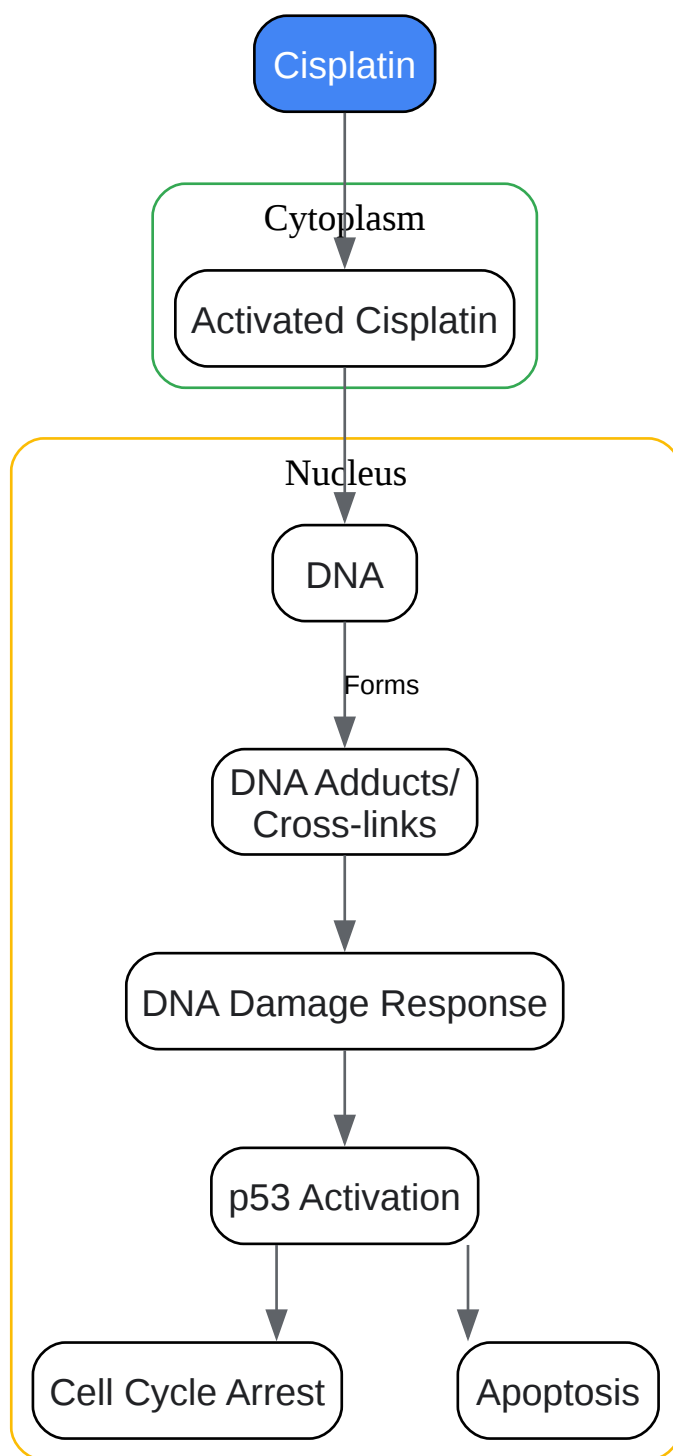 Cisplatin
Cytoplasm
Activated Cisplatin
Nucleus
DNA
Forms
DNA Adducts/
Cross-links
DNA Damage Response
p53 Activation
Cell Cycle Arrest
Apoptosis